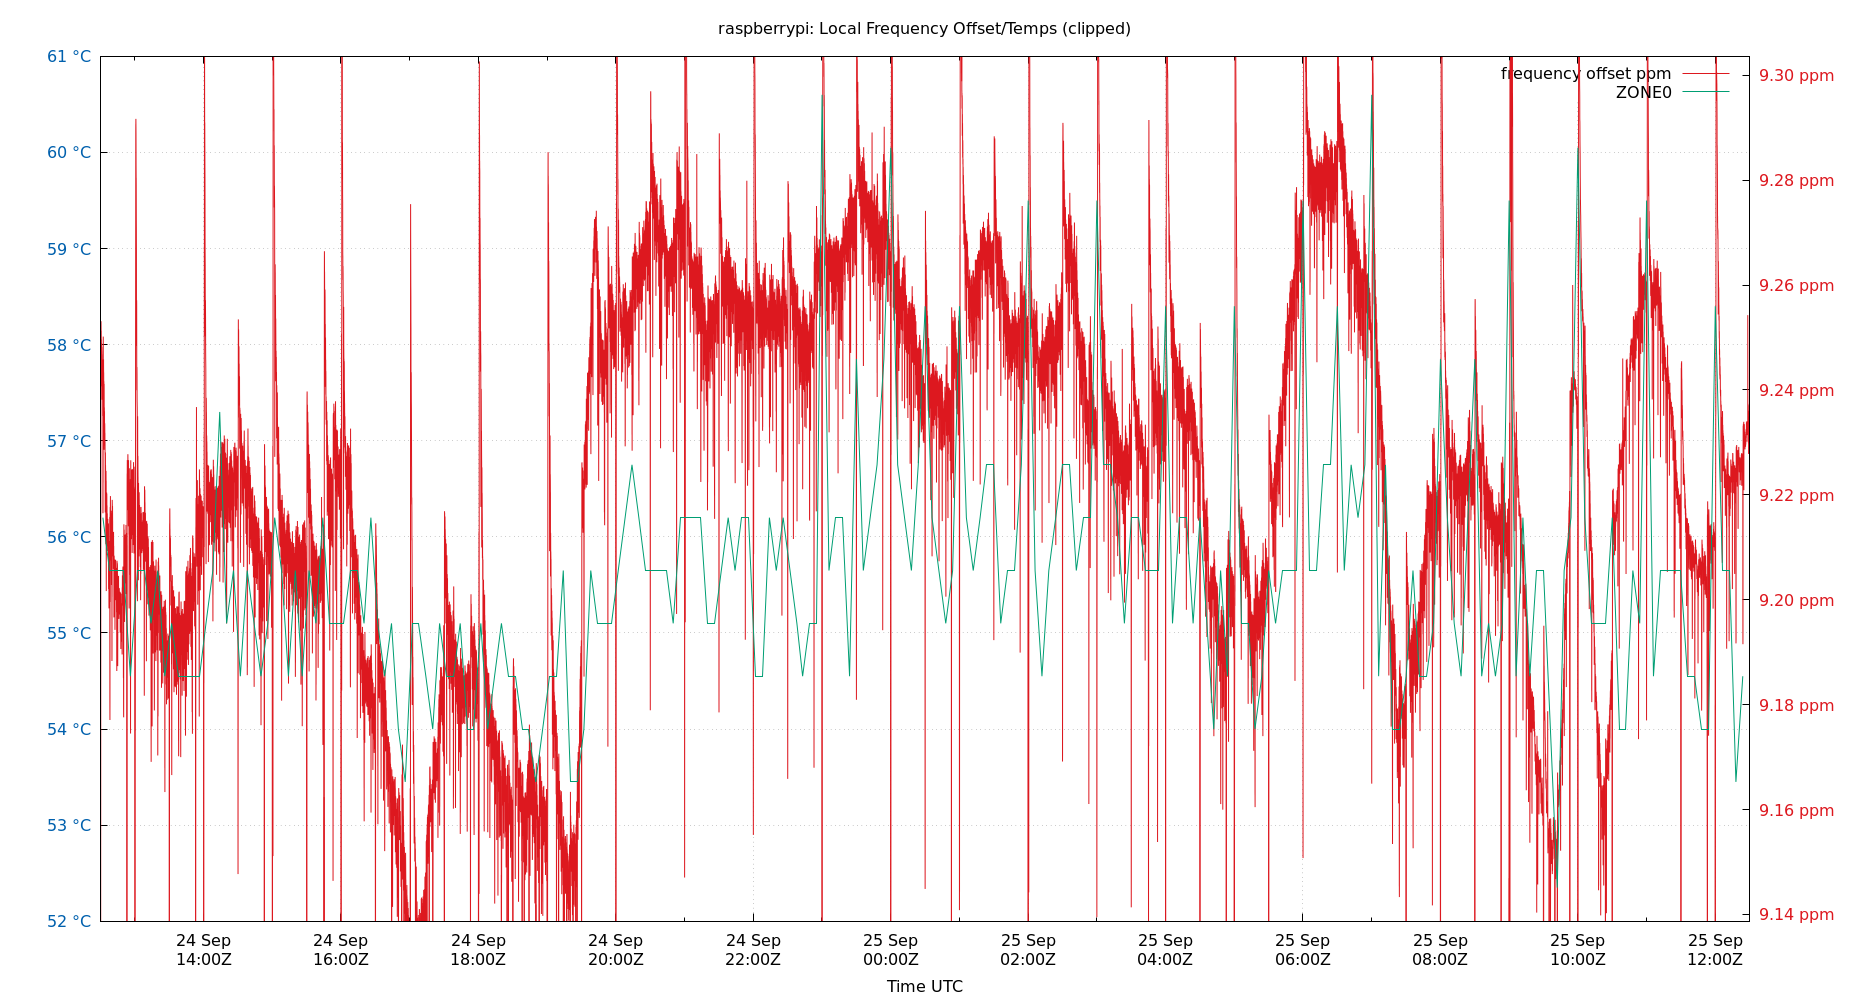 raspberrypi: Local Frequency Offset/Temps (clipped)
frequency offset ppm
ZONE0
61 °C
60 °C
59 °C
58 °C
57 °C
56 °C
55 °C
54 °C
53 °C
52 °C
9.30 ppm
9.28 ppm
9.26 ppm
9.24 ppm
9.22 ppm
9.20 ppm
9.18 ppm
9.16 ppm
9.14 ppm
24 Sep
14:00Z
24 Sep
16:00Z
24 Sep
18:00Z
24 Sep
20:00Z
24 Sep
22:00Z
25 Sep
00:00Z
25 Sep
02:00Z
25 Sep
04:00Z
25 Sep
06:00Z
25 Sep
08:00Z
25 Sep
10:00Z
25 Sep
12:00Z
Time UTC